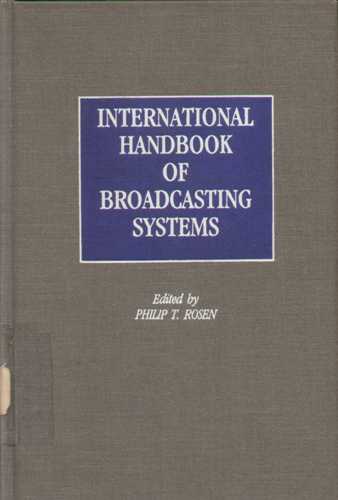 INTERNATIONAL
HANDBOOK
OF
BROADCASTING
SYSTEMS
Edited by
PHILIP T. ROSEN